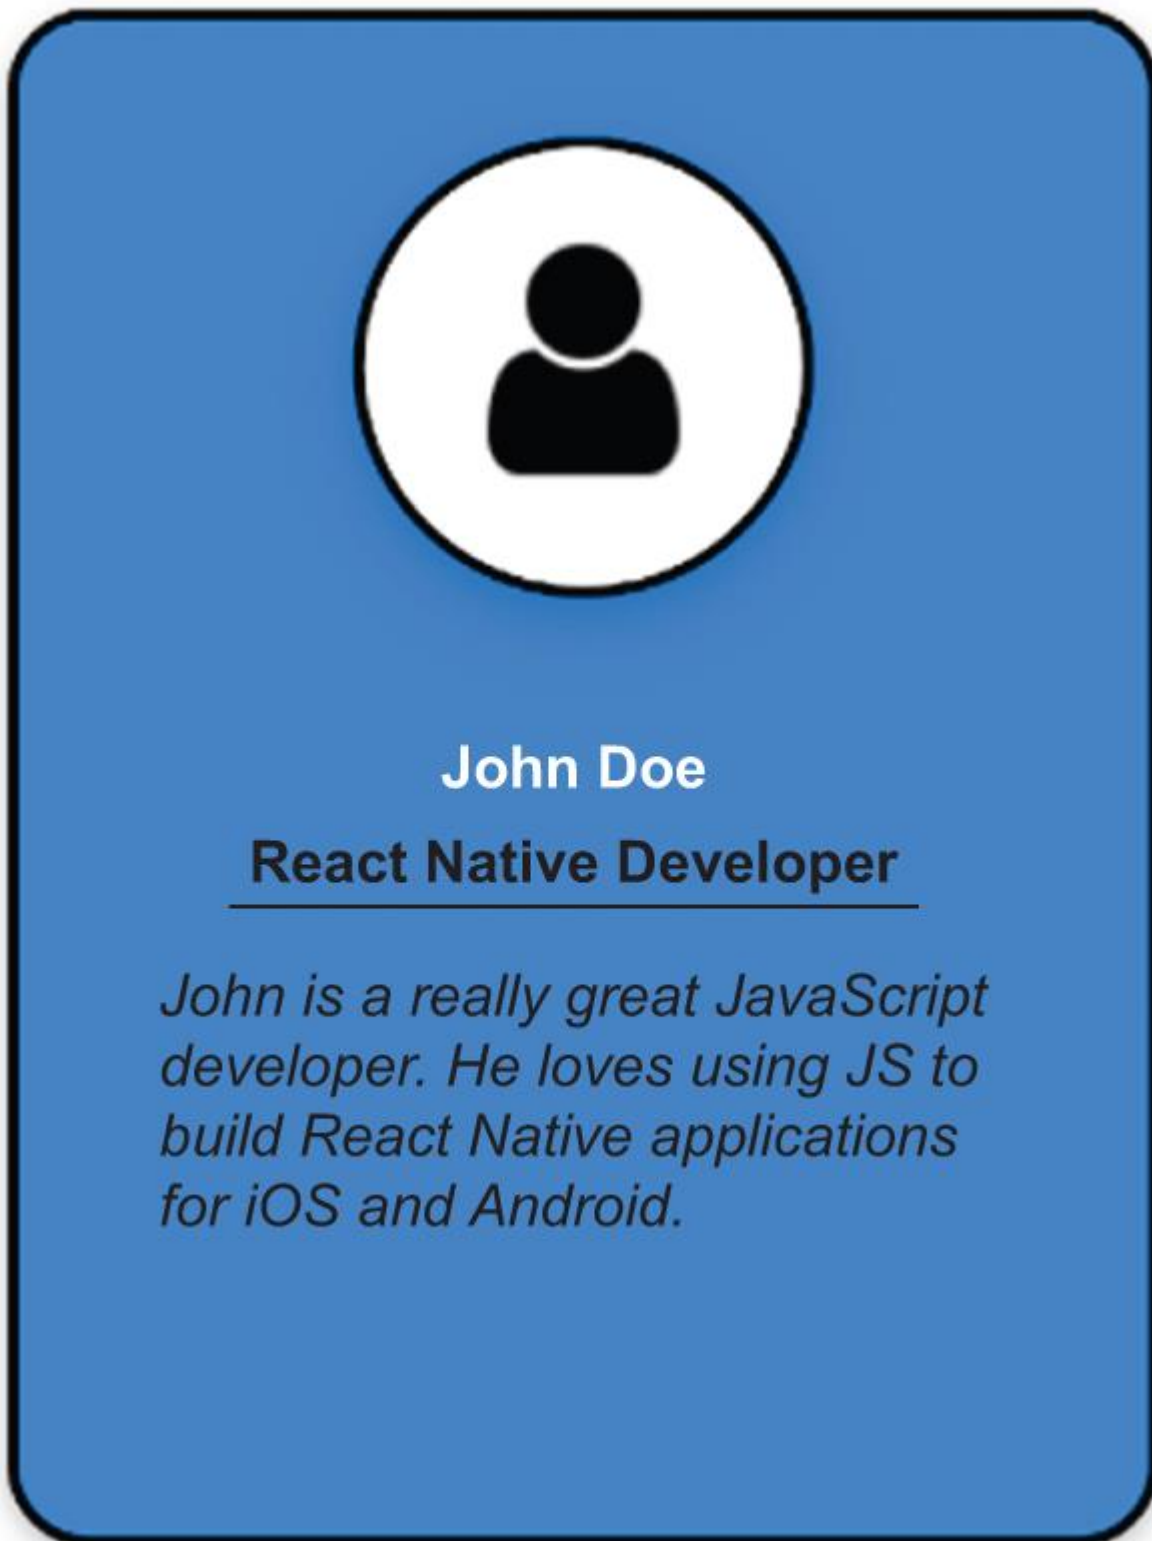 John Doe
React Native Developer
John is a really great JavaScript
developer. He loves using JS to
build React Native applications
for iOS and Android.